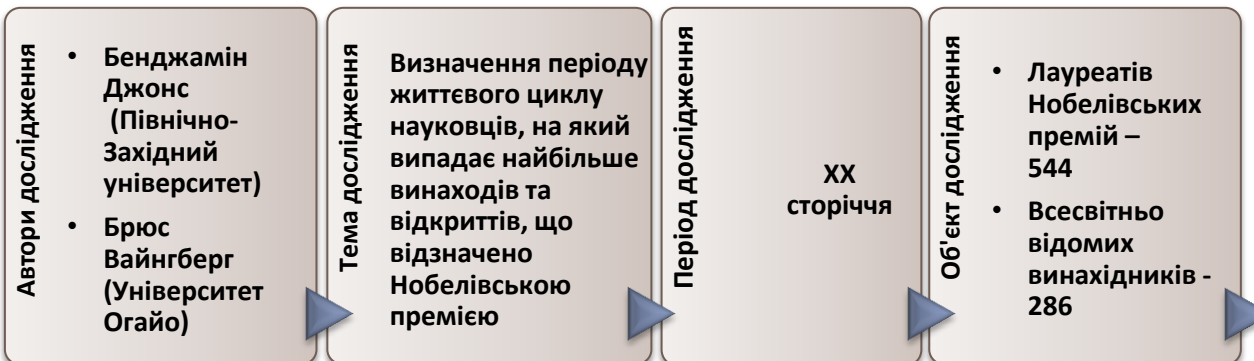 Автори дослідження
• Бенджамін
Джонс
(Північно-
Західний
університет)
• Брюс
Вайнгберг
(Університет
Огайо)
Тема дослідження
Визначення періоду
життєвого циклу
науковців, на який
випадає найбільше
винаходів та
відкриттів, що
відзначено
Нобелівською
премією
Період дослідження
ХХ
сторіччя
Об'єкт дослідження
• Лауреатів
Нобелівських
премій –
544
• Всесвітньо
відомих
винахідників -
286